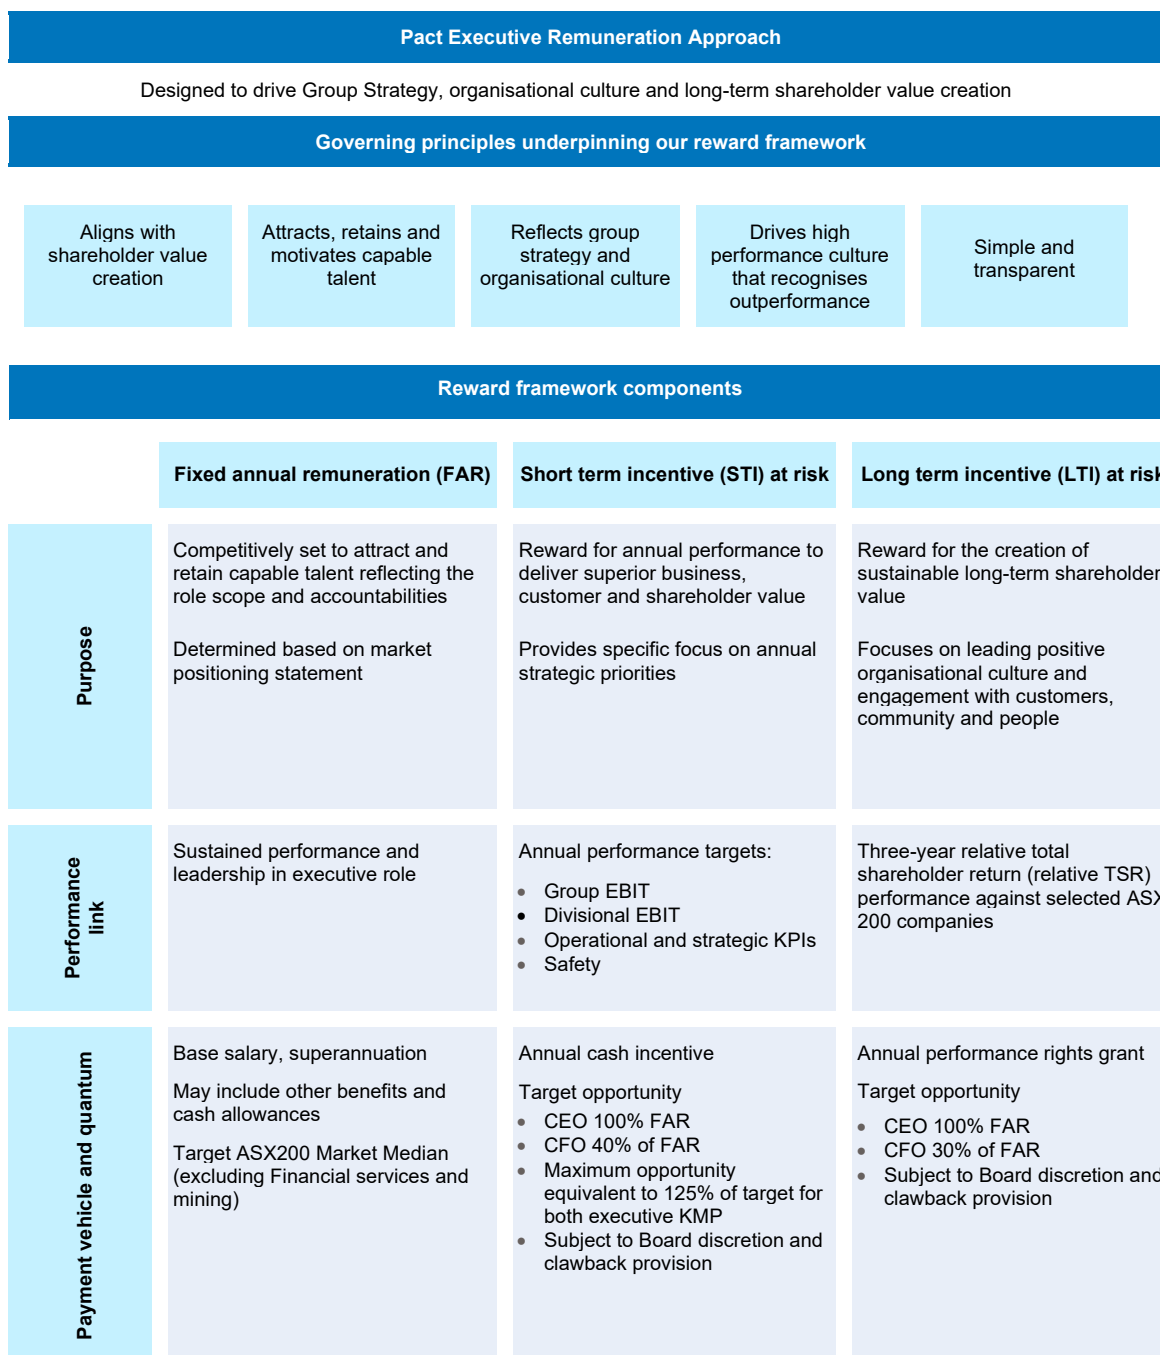 Pact Executive Remuneration Approach
Designed to drive Group Strategy, organisational culture and long-term shareholder value creation
Governing principles underpinning our reward framework
Aligns with
shareholder value
creation
Attracts, retains and
motivates capable
talent
Reflects group
strategy and
organisational culture
Drives high
performance culture
that recognises
outperformance
Simple and
transparent
Reward framework components
Fixed annual remuneration (FAR)
Short term incentive (STI) at risk
Long term incentive (LTI) at risk
Purpose
Competitively set to attract and
retain capable talent reflecting the
role scope and accountabilities
Determined based on market
positioning statement
Reward for annual performance to
deliver superior business,
customer and shareholder value
Provides specific focus on annual
strategic priorities
Reward for the creation of
sustainable long-term shareholder
value
Focuses on leading positive
organisational culture and
engagement with customers,
community and people
Performance
link
Sustained performance and
leadership in executive role
Annual performance targets:
• Group EBIT
• Divisional EBIT
• Operational and strategic KPIs
• Safety
Three-year relative total
shareholder return (relative TSR)
performance against selected ASX
200 companies
Payment vehicle and quantum
Base salary, superannuation
May include other benefits and
cash allowances
Target ASX200 Market Median
(excluding Financial services and
mining)
Annual cash incentive
Target opportunity
• CEO 100% FAR
• CFO 40% of FAR
• Maximum opportunity
equivalent to 125% of target for
both executive KMP
• Subject to Board discretion and
clawback provision
Annual performance rights grant
Target opportunity
• CEO 100% FAR
• CFO 30% of FAR
• Subject to Board discretion and
clawback provision